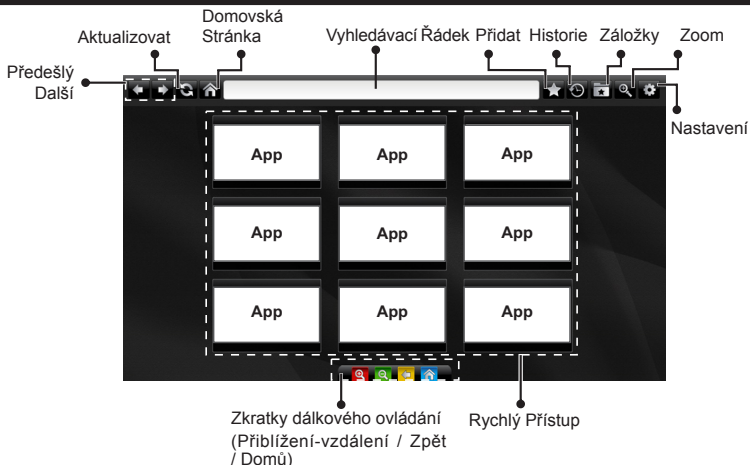 Domovská
Stránka
Aktualizovat
Vyhledávací Řádek
Přidat
Historie
Záložky
Zoom
Předešlý
Další
Nastavení
App
App
App
App
App
App
App
App
App
Zkratky dálkového ovládání
(Přiblížení-vzdálení / Zpět
/ Domů)
Rychlý Přístup